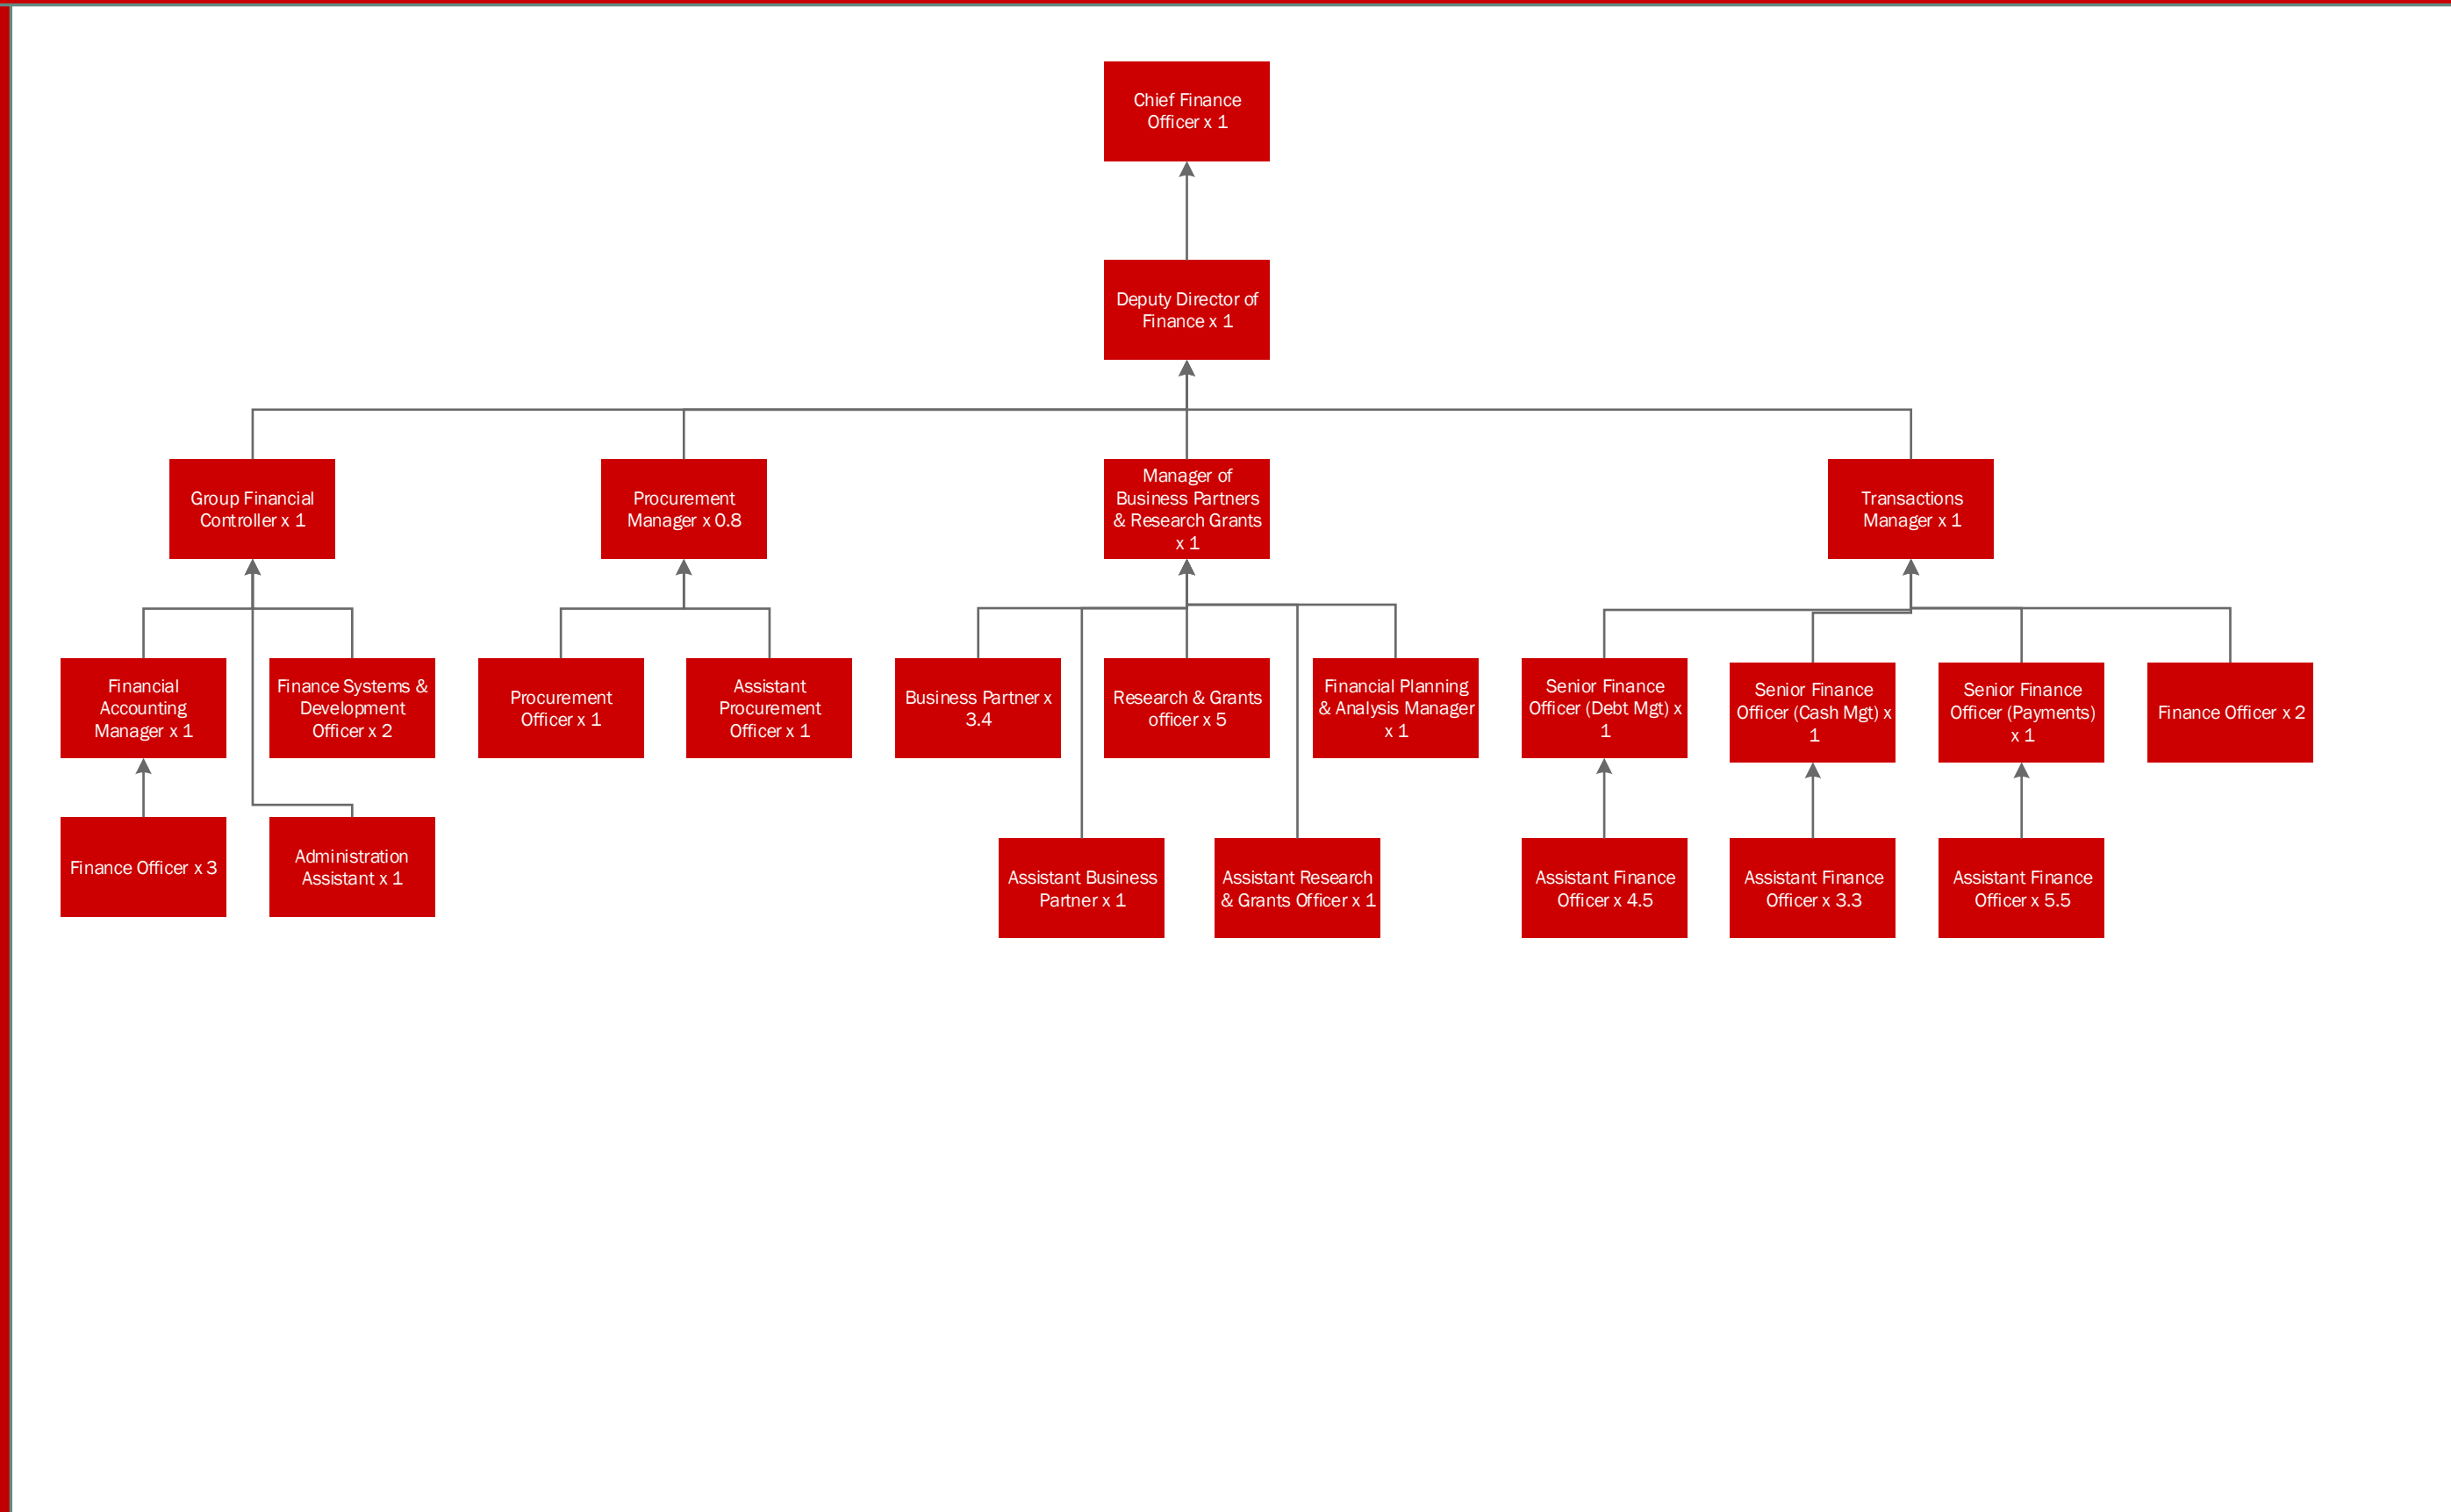 Chief Finance
Officer x 1
Deputy Director of
Finance x 1
Group Financial
Controller x 1
Procurement
Manager x 0.8
Manager of
Business Partners
& Research Grants
x 1
Transactions
Manager x 1
Financial
Accounting
Manager x 1
Finance Systems &
Development
Officer x 2
Procurement
Officer x 1
Assistant
Procurement
Officer x 1
Business Partner x
3.4
Research & Grants
officer x 5
Financial Planning
& Analysis Manager
x 1
Senior Finance
Officer (Debt Mgt) x
1
Senior Finance
Officer (Cash Mgt) x
1
Senior Finance
Officer (Payments)
x 1
Finance Officer x 2
Finance Officer x 3
Administration
Assistant x 1
Assistant Business
Partner x 1
Assistant Research
& Grants Officer x 1
Assistant Finance
Officer x 4.5
Assistant Finance
Officer x 3.3
Assistant Finance
Officer x 5.5